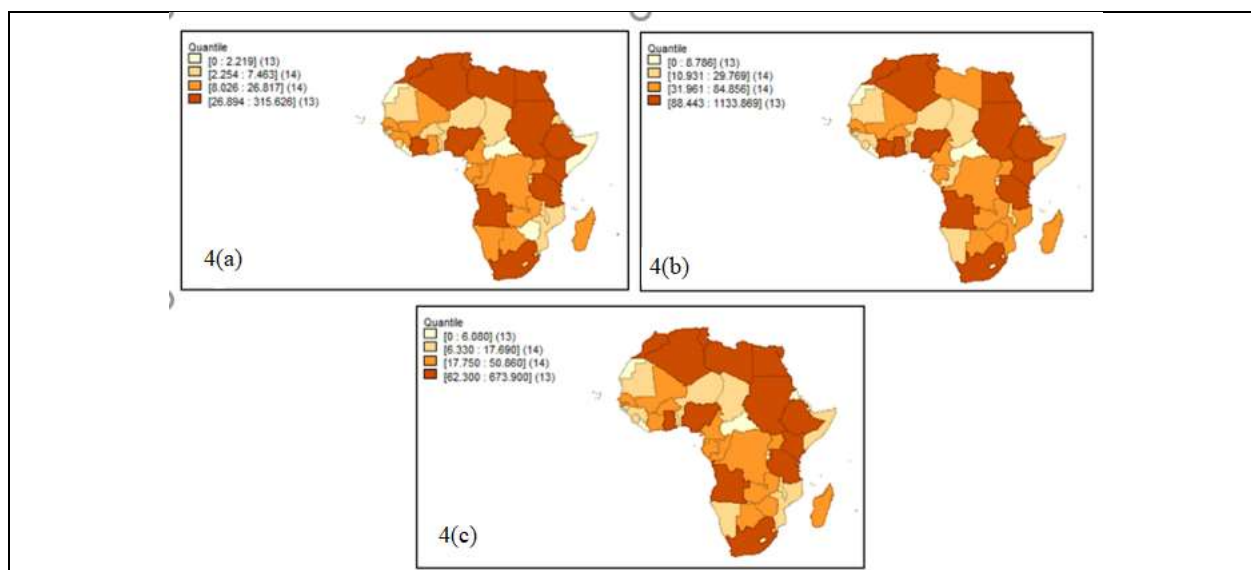 Quantile
[0 : 2.219] (13)
[2.254 : 7.463] (14)
[8.026 : 26.817] (14)
[26.894 : 315.626] (13)
4(a)
Quantile
[0 : 8.786] (13)
[10.931 : 29.769] (14)
[31.961 : 84.856] (14)
[88.443 : 1133.869] (13)
4(b)
Quantile
[0 : 6.080] (13)
[6.330 : 17.690] (14)
[17.750 : 50.860] (14)
[62.300 : 673.900] (13)
4(c)